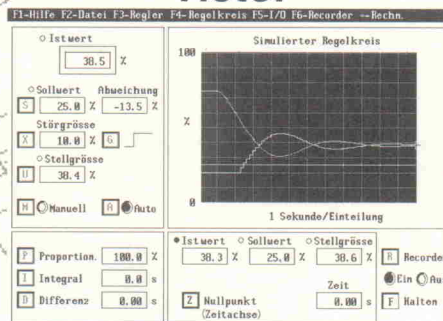 F1-Hilfe F2-Datei F3-Regler F4-Regelkreis F5-I/O F6-Recorder --Rechn.
Istwert
38.5 %
Sollwert Abweichung
S 25.0 % -13.5 %
Störgrösse
X 10.0 % G
Stellgrösse
U 38.4 %
M Manuell A Auto
Simulierter Regelkreis
100
%
0
1 Sekunde/Einteilung
P Proportion. 100.0 %
I Integral 0.0 s
D Differenz 0.00 s
Istwert Sollwert Stellgrösse
38.3 % 25.0 % 38.6 %
R Recorde
Ein Au
Zeit
Z Nullpunkt 0.00 s
(Zeitachse)
F Halten